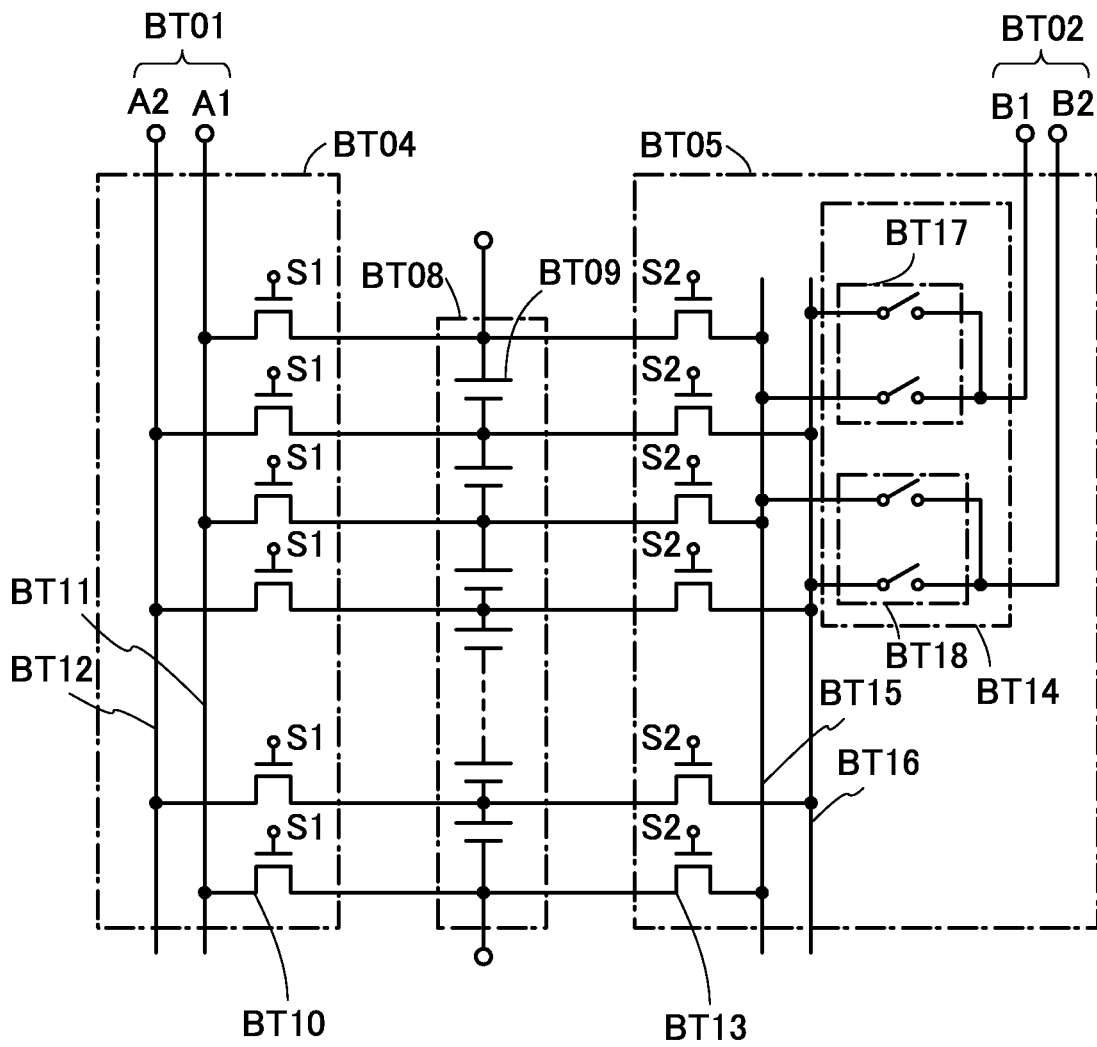 BT01
BT02
A2 A1
B1 B2
BT04
BT05
BT17
S1
BT08
BT09
S2
S1
S2
S1
S2
S1
S2
BT11
BT12
BT18
BT14
BT15
S1
S2
BT16
S1
S2
BT10
BT13